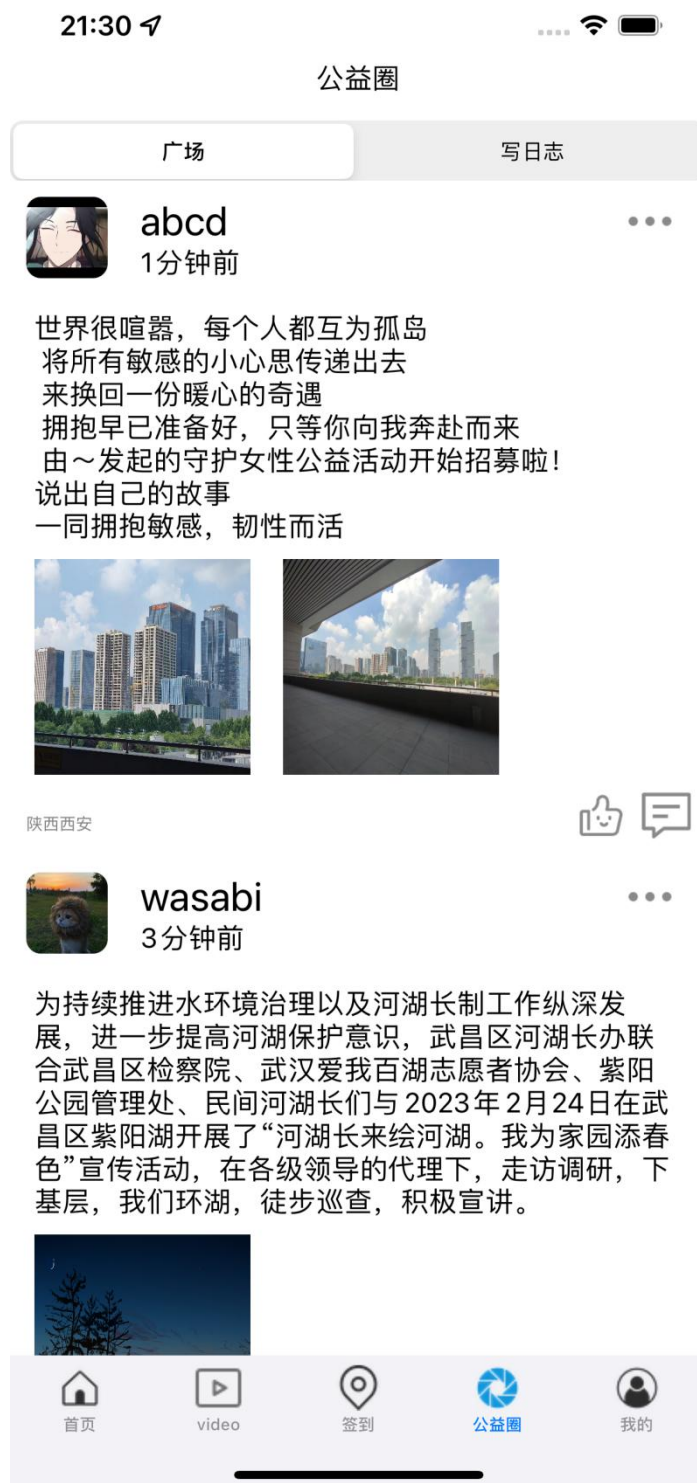 21:30
公益圈
广场 写日志
abcd
1分钟前
世界很喧嚣，每个人都互为孤岛
将所有敏感的小心思传递出去
来换回一份暖心的奇遇
拥抱早已准备好，只等你向我奔赴而来
由～发起的守护女性公益活动开始招募啦！
说出自己的故事
一同拥抱敏感，韧性而活
陕西西安
wasabi
3分钟前
为持续推进水环境治理以及河湖长制工作纵深发
展，进一步提高河湖保护意识，武昌区河湖长办联
合武昌区检察院、武汉爱我百湖志愿者协会、紫阳
公园管理处、民间河湖长们与2023年2月24日在武
昌区紫阳湖开展了“河湖长来绘河湖。我为家园添春
色”宣传活动，在各级领导的代理下，走访调研，下
基层，我们环湖，徒步巡查，积极宣讲。
首页 video 签到 公益圈 我的